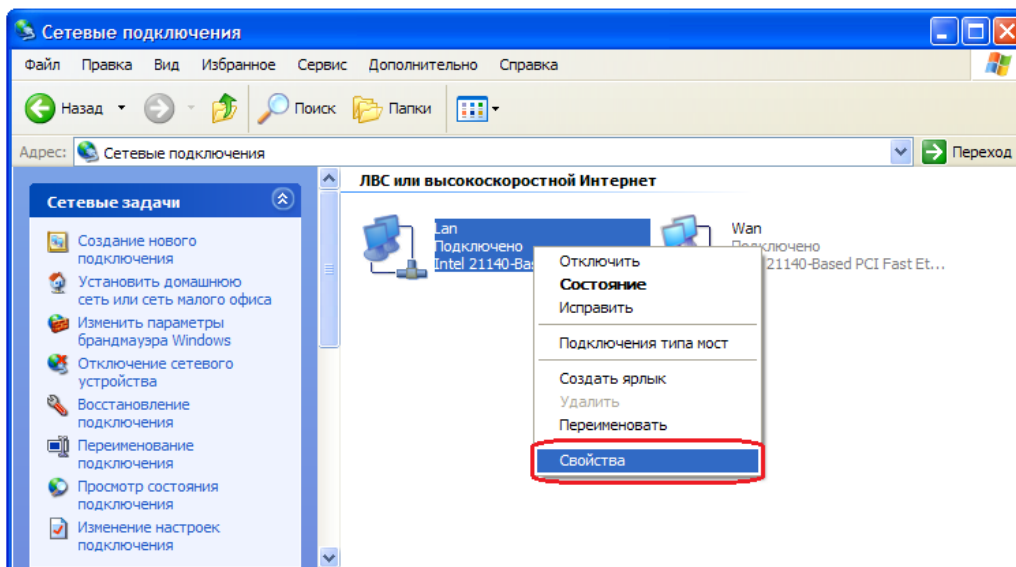 Сетевые подключения
Файл Правка Вид Избранное Сервис Дополнительно Справка
Назад Поиск Папки
Адрес: Сетевые подключения Переход
Сетевые задачи
Создание нового
подключения
Установить домашнюю
сеть или сеть малого офиса
Изменить параметры
брандмауэра Windows
Отключение сетевого
устройства
Восстановление
подключения
Переименование
подключения
Просмотр состояния
подключения
Изменение настроек
подключения
ЛВС или высокоскоростной Интернет
Lan
Подключено
Intel 21140-Bas
Wan
Подключено
21140-Based PCI Fast Et...
Отключить
Состояние
Исправить
Подключения типа мост
Создать ярлык
Удалить
Переименовать
Свойства